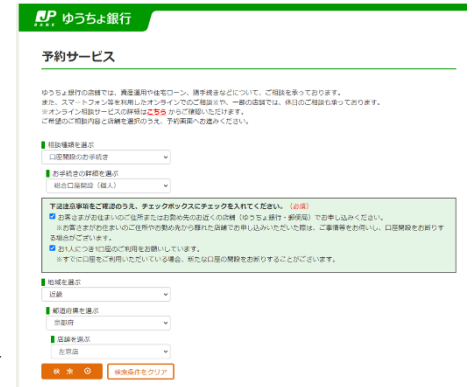 JP BANK ゆうちょ銀行
予約サービス
ゆうちょ銀行の店舗では、資産運用や住宅ローン、諸手続きなどについて、ご相談を承っております。
また、スマートフォン等を利用したオンラインでのご相談※や、一部の店舗では、休日のご相談も承っております。
※オンライン相談サービスの詳細はこちら からご確認いただけます。
ご希望のご相談内容と店舗を選択のうえ、予約画面へお進みください。
相談種類を選ぶ
口座開設のお手続き
お手続きの詳細を選ぶ
総合口座開設（個人）
下記注意事項をご確認のうえ、チェックボックスにチェックを入れてください。（必須）
お客さまがお住まいのご住所またはお勤め先のお近くの店舗（ゆうちょ銀行・郵便局）でお申し込みください。
※お客さまがお住まいのご住所やお勤め先から離れた店舗でお申し込みいただいた際は、ご事情等をお伺いし、口座開設をお断りす
る場合がございます。
お1人につき1口座のご利用をお願いしています。
※すでに口座をご利用いただいている場合、新たな口座の開設をお断りすることがございます。
地域を選ぶ
近畿
都道府県を選ぶ
京都府
店舗を選ぶ
左京店
検索
検索条件をクリア